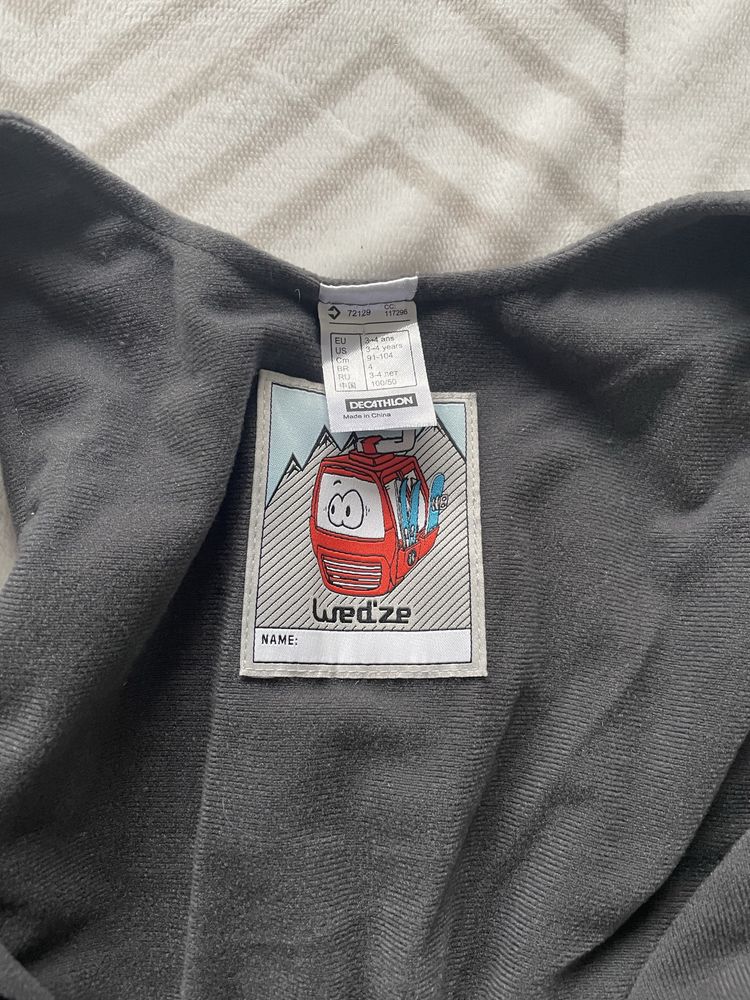 72129 CC: 117296
EU 3-4 ans
US 3-4 years
Cm 91-104
BR 4
RU 3-4 лет
中国 100/50
DECATHLON
Made in China
wed'ze
NAME: